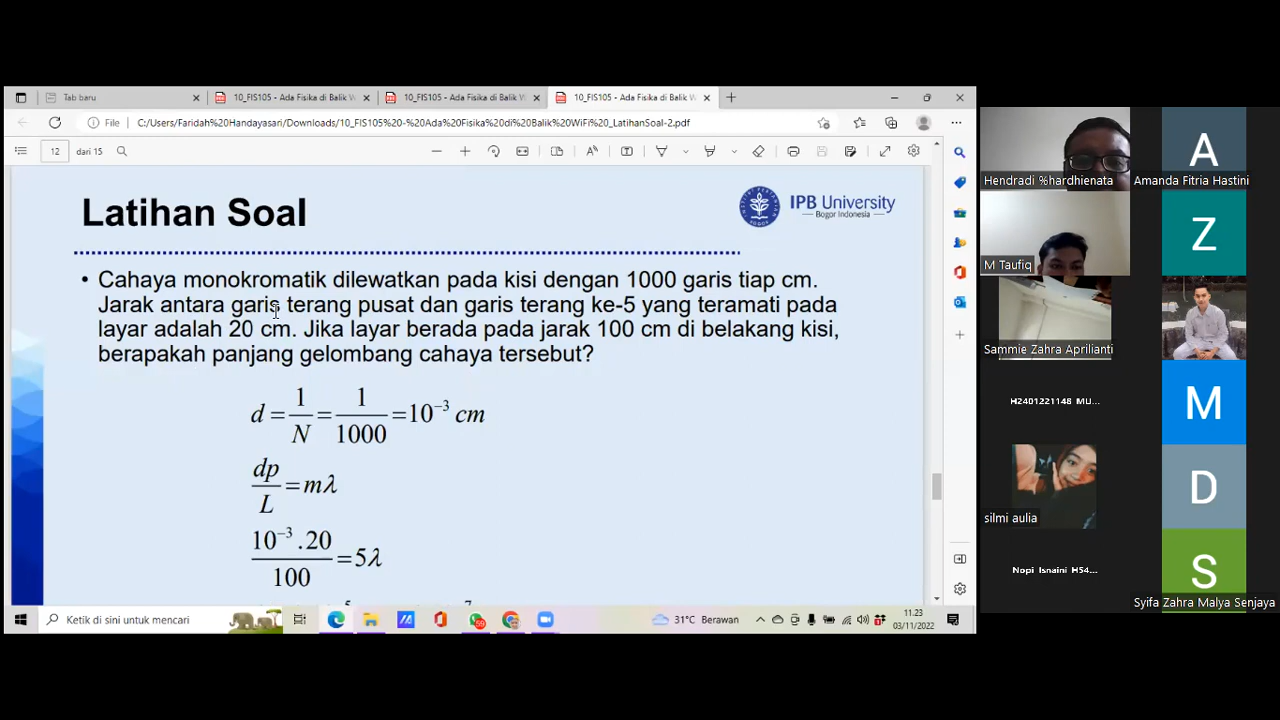 Tab baru
10_FIS105 - Ada Fisika di Balik W
10_FIS105 - Ada Fisika di Balik W
10_FIS105 - Ada Fisika di Balik W
File
C:/Users/Faridah%20Handayasari/Downloads/10_FIS105%20-%20Ada%20Fisika%20di%20Balik%20WiFi%20_LatihanSoal-2.pdf
12 dari 15
Latihan Soal
IPB University
Bogor Indonesia
• Cahaya monokromatik dilewatkan pada kisi dengan 1000 garis tiap cm.
Jarak antara garis terang pusat dan garis terang ke-5 yang teramati pada
layar adalah 20 cm. Jika layar berada pada jarak 100 cm di belakang kisi,
berapakah panjang gelombang cahaya tersebut?
d = 1/N = 1/1000 = 10⁻³ cm
dp/L = mλ
10⁻³ .20/100 = 5λ
Hendradi %hardhienata
Amanda Fitria Hastini
A
Z
M Taufiq
Sammie Zahra Aprilianti
H2401221148 MU...
M
silmi aulia
D
Nopi Isnaini H54...
S
Syifa Zahra Malya Senjaya
Ketik di sini untuk mencari
59
31°C Berawan
11.23
03/11/2022